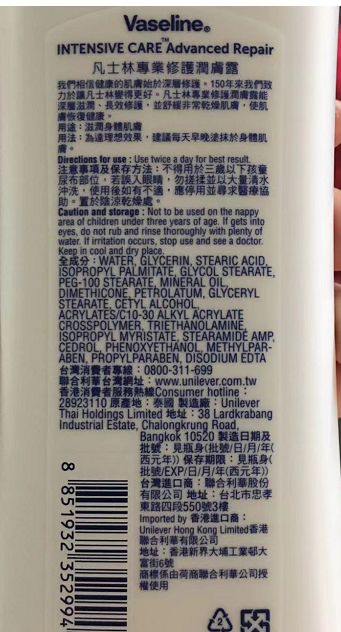 Vaseline®
INTENSIVE CARE™ Advanced Repair
凡士林專業修護潤膚露
我們相信健康的肌膚始於深層修護。150年來我們致
力於讓凡士林變得更好。凡士林專業修護潤膚露能
深層滋潤、長效修護，並舒緩非常乾燥肌膚，使肌
膚恢復健康。
用途：滋潤身體肌膚
用法：為達理想效果，建議每天早晚塗抹於身體肌
膚。
Directions for use : Use twice a day for best result.
注意事項及保存方法：不得用於三歲以下孩童
尿布部位，若誤入眼睛，勿搓揉並以大量清水
沖洗，使用後如有不適，應停用並尋求醫療協
助。置於陰涼乾燥處。
Caution and storage : Not to be used on the nappy
area of children under three years of age. If gets into
eyes, do not rub and rinse thoroughly with plenty of
water. If irritation occurs, stop use and see a doctor.
Keep in cool and dry place.
全成分：WATER, GLYCERIN, STEARIC ACID,
ISOPROPYL PALMITATE, GLYCOL STEARATE,
PEG-100 STEARATE, MINERAL OIL,
DIMETHICONE, PETROLATUM, GLYCERYL
STEARATE, CETYL ALCOHOL,
ACRYLATES/C10-30 ALKYL ACRYLATE
CROSSPOLYMER, TRIETHANOLAMINE,
ISOPROPYL MYRISTATE, STEARAMIDE AMP,
CEDROL, PHENOXYETHANOL, METHYLPAR-
ABEN, PROPYLPARABEN, DISODIUM EDTA
台灣消費者專線：0800-311-699
聯合利華台灣網址：www.unilever.com.tw
香港消費者服務熱線Consumer hotline :
28923110 原產地：泰國 製造廠：Unilever
Thai Holdings Limited 地址：38 Lardkrabang
Industrial Estate, Chalongkrung Road,
Bangkok 10520 製造日期及
批號：見瓶身(批號/日/月/年(
西元年)) 保存期限：見瓶身(
批號/EXP/日/月/年(西元年))
台灣進口商：聯合利華股份
有限公司 地址：台北市忠孝
東路四段550號3樓
Imported by 香港進口商：
Unilever Hong Kong Limited香港
聯合利華有限公司
地址：香港新界大埔工業邨大
富街6號
商標係由荷商聯合利華公司授
權使用
8 851932 352994
2